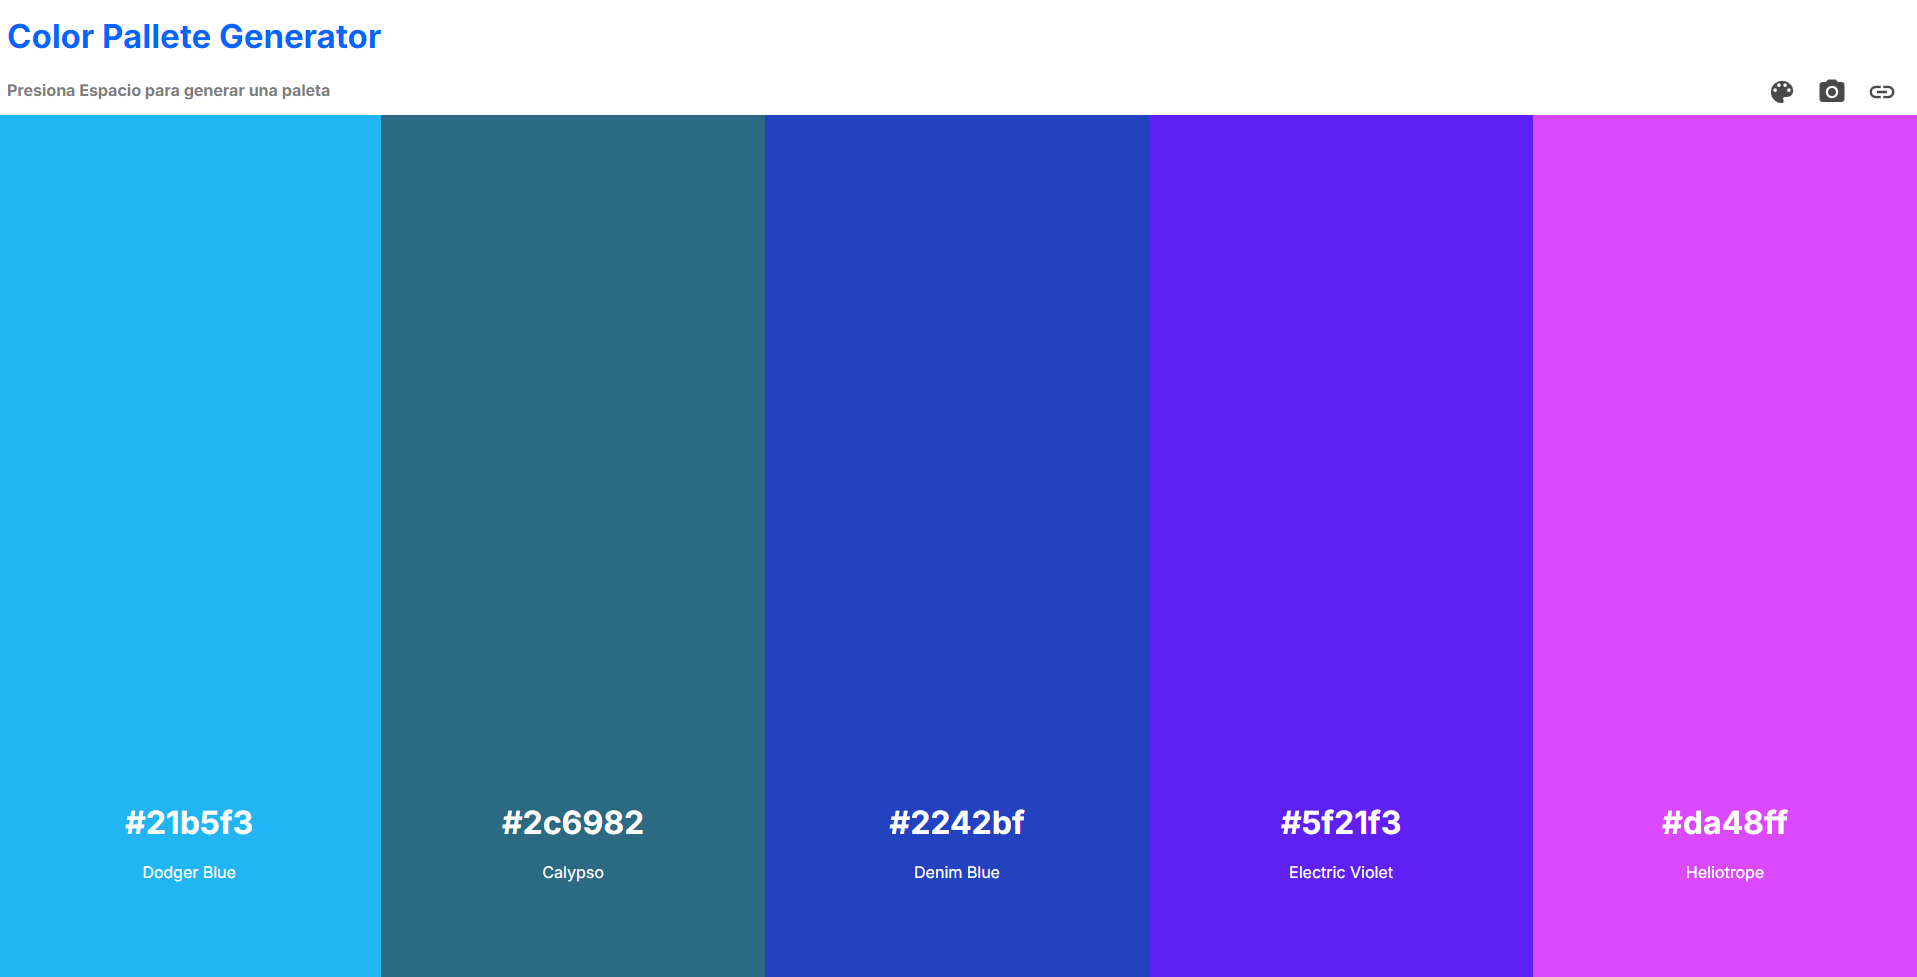 Color Pallete Generator
Presiona Espacio para generar una paleta
#21b5f3
Dodger Blue
#2c6982
Calypso
#2242bf
Denim Blue
#5f21f3
Electric Violet
#da48ff
Heliotrope